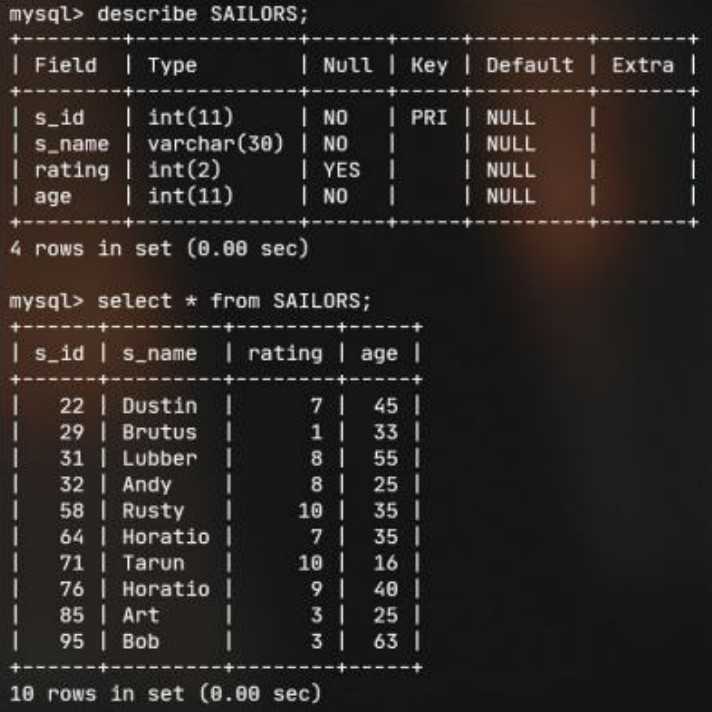 mysql> describe SAILORS;
+---------+-------------+------+-----+---------+-------+
| Field   | Type        | Null | Key | Default | Extra |
+---------+-------------+------+-----+---------+-------+
| s_id    | int(11)     | NO   | PRI | NULL    |       |
| s_name  | varchar(30) | NO   |     | NULL    |       |
| rating  | int(2)      | YES  |     | NULL    |       |
| age     | int(11)     | NO   |     | NULL    |       |
+---------+-------------+------+-----+---------+-------+
4 rows in set (0.00 sec)
mysql> select * from SAILORS;
+------+---------+--------+-----+
| s_id | s_name  | rating | age |
+------+---------+--------+-----+
|   22 | Dustin  |      7 |  45 |
|   29 | Brutus  |      1 |  33 |
|   31 | Lubber  |      8 |  55 |
|   32 | Andy    |      8 |  25 |
|   58 | Rusty   |     10 |  35 |
|   64 | Horatio |      7 |  35 |
|   71 | Tarun   |     10 |  16 |
|   76 | Horatio |      9 |  40 |
|   85 | Art     |      3 |  25 |
|   95 | Bob     |      3 |  63 |
+------+---------+--------+-----+
10 rows in set (0.00 sec)